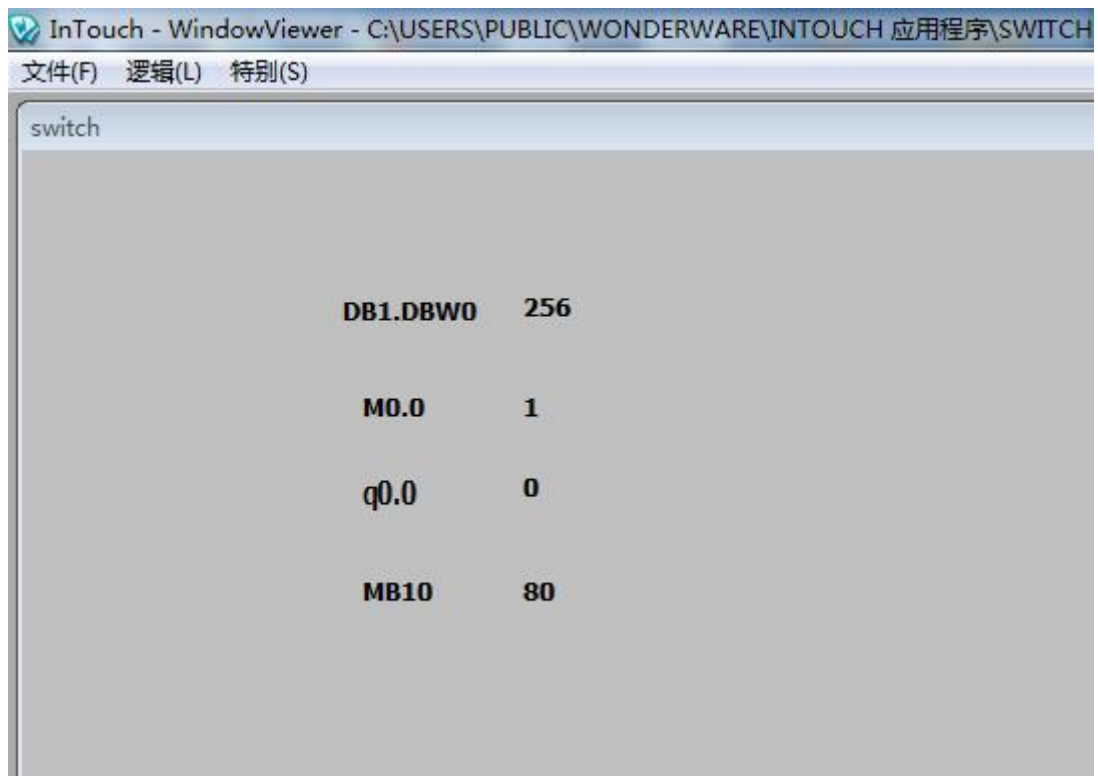 InTouch - WindowViewer - C:\USERS\PUBLIC\WONDERWARE\INTOUCH 应用程序\SWITCH
文件(F) 逻辑(L) 特别(S)
switch
DB1.DBW0 256
M0.0 1
q0.0 0
MB10 80